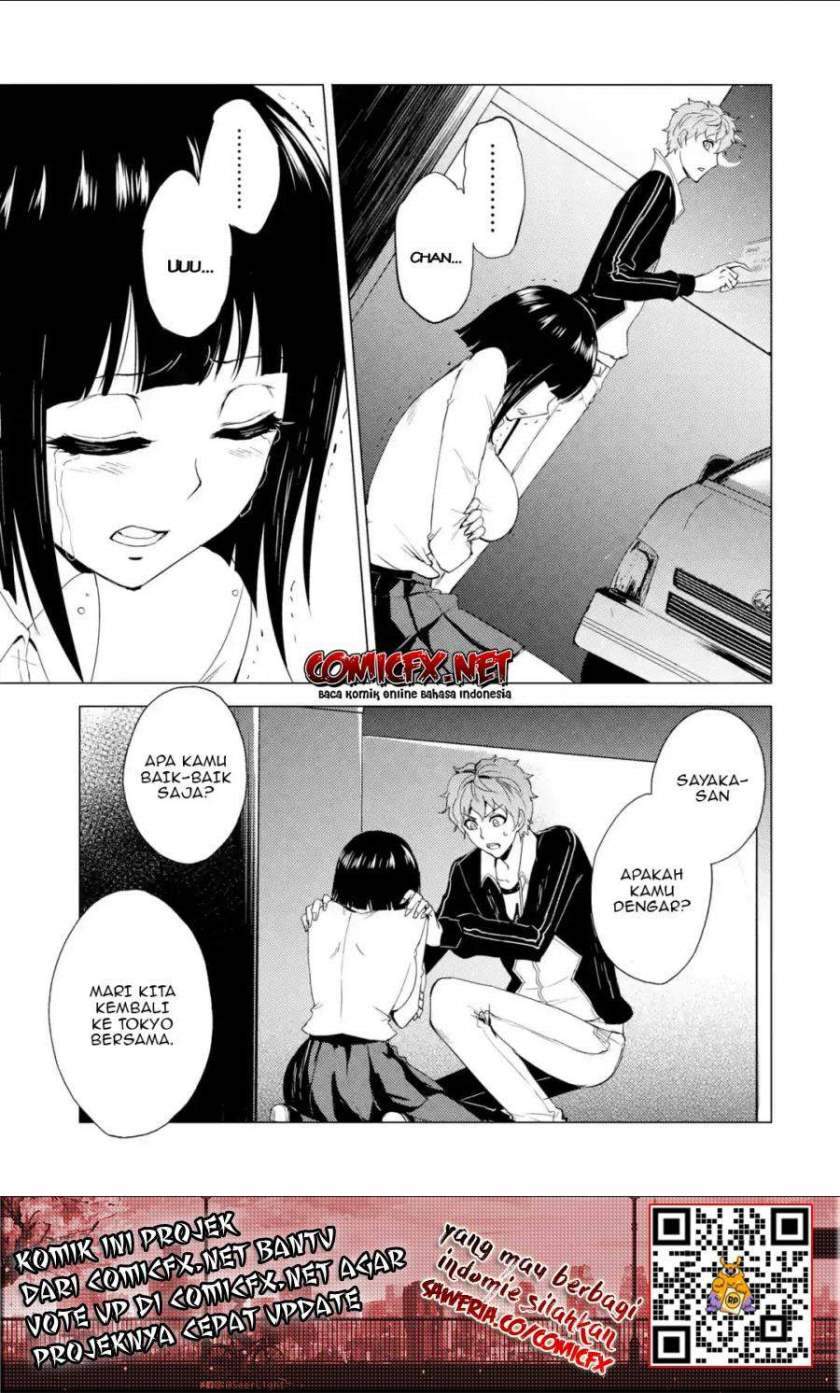 .........
CHAN...
........
UUU...
COMICFX.NET
Baca Komik online Bahasa Indonesia
SAYAKA-
SAN
APAKAH
KAMU
DENGAR?
APA KAMU
BAIK-BAIK
SAJA?
MARI KITA
KEMBALI
KE TOKYO
BERSAMA.
KOMIK INI PROJEK
DARI COMICFX.NET BANTU
VOTE UP DI COMICFX.NET AGAR
PROJEKNYA CEPAT UPDATE
yang mau berbagi
indomie silahkan
SAWERIA.CO/COMICFX
RP